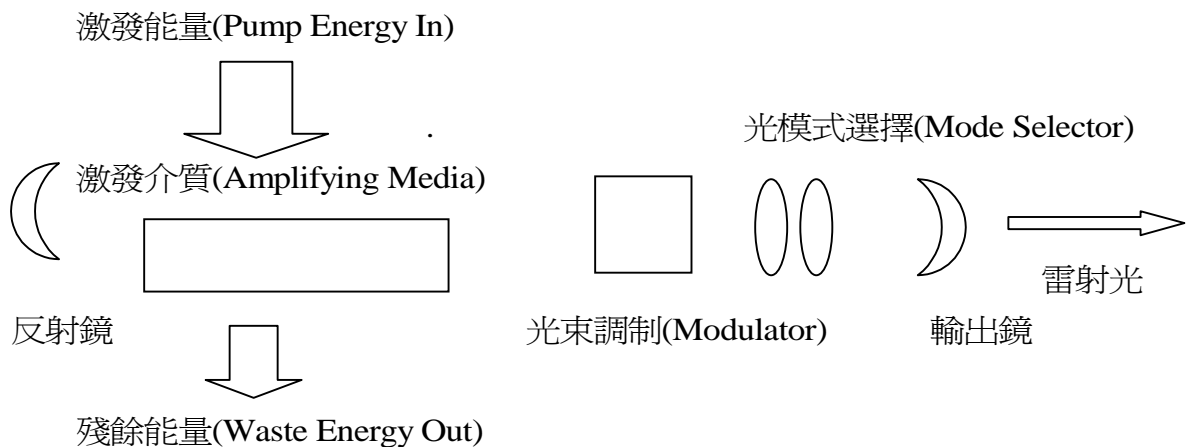 激發能量(Pump Energy In)
光模式選擇(Mode Selector)
激發介質(Amplifying Media)
雷射光
反射鏡
光束調制(Modulator)
輸出鏡
殘餘能量(Waste Energy Out)